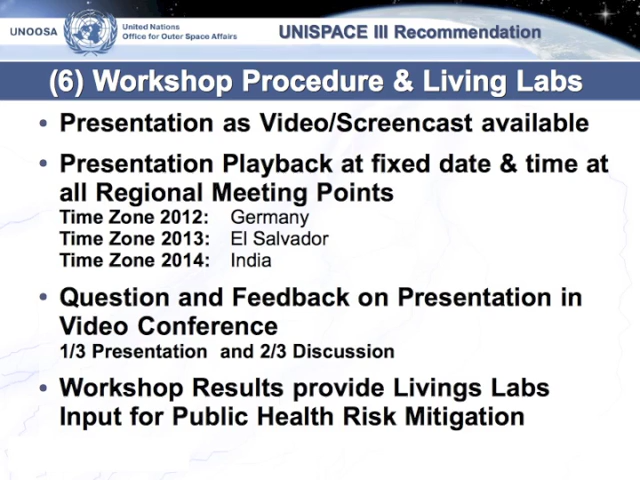 UNOOSA
United Nations
Office for Outer Space Affairs
UNISPACE III Recommendation
(6) Workshop Procedure & Living Labs
• Presentation as Video/Screencast available
• Presentation Playback at fixed date & time at
all Regional Meeting Points
Time Zone 2012: Germany
Time Zone 2013: El Salvador
Time Zone 2014: India
• Question and Feedback on Presentation in
Video Conference
1/3 Presentation and 2/3 Discussion
• Workshop Results provide Livings Labs
Input for Public Health Risk Mitigation